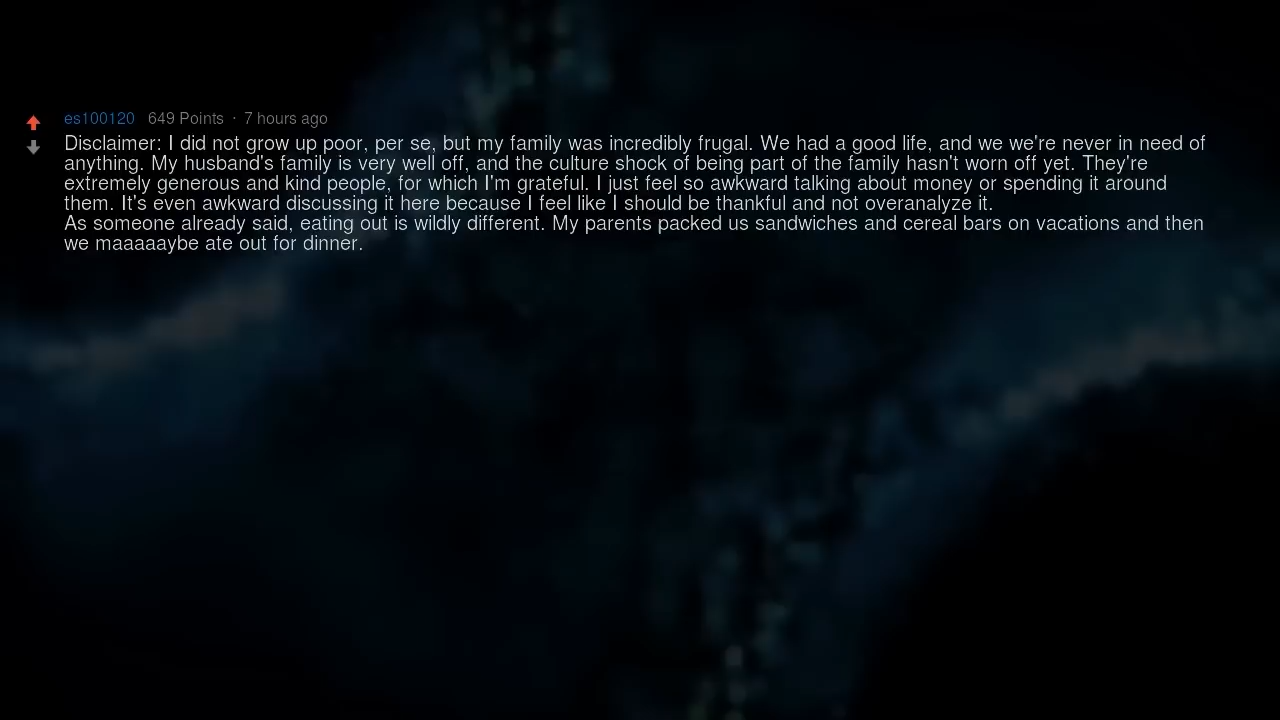 es100120 649 Points · 7 hours ago
Disclaimer: I did not grow up poor, per se, but my family was incredibly frugal. We had a good life, and we we're never in need of
anything. My husband's family is very well off, and the culture shock of being part of the family hasn't worn off yet. They're
extremely generous and kind people, for which I'm grateful. I just feel so awkward talking about money or spending it around
them. It's even awkward discussing it here because I feel like I should be thankful and not overanalyze it.
As someone already said, eating out is wildly different. My parents packed us sandwiches and cereal bars on vacations and then
we maaaaaybe ate out for dinner.